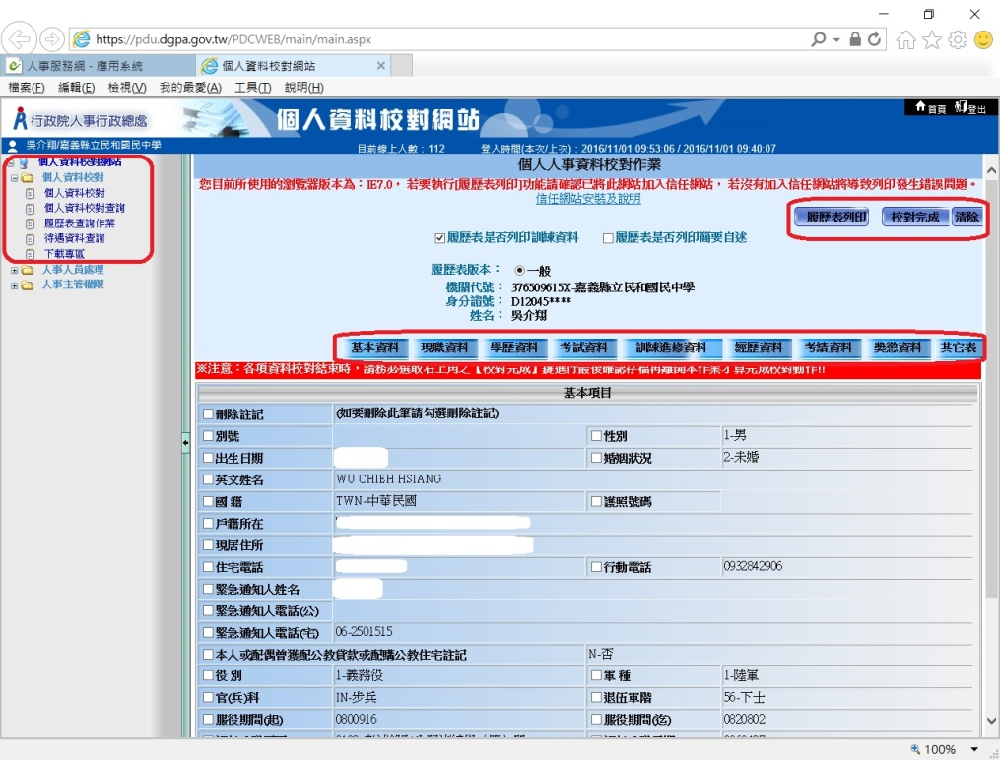 https://pdu.dgpa.gov.tw/PDCWEB/main/main.aspx
人事服務網 - 應用系統
個人資料校對網站
檔案(F) 編輯(E) 檢視(V) 我的最愛(A) 工具(T) 說明(H)
行政院人事行政總處
個人資料校對網站
首頁 登出
吳介翔/嘉義縣立民和國民中學
目前線上人數：112 登入時間(本次/上次)：2016/11/01 09:53:06 / 2016/11/01 09:40:07
個人資料校對網站
個人資料校對
個人資料校對
個人資料校對查詢
履歷表查詢作業
待遇資料查詢
下載專區
人事人員處理
人事主管權限
個人人事資料校對作業
您目前所使用的瀏覽器版本為：IE7.0， 若要執行[履歷表列印]功能請確認已將此網站加入信任網站， 若沒有加入信任網站將導致列印發生錯誤問題。
信任網站安裝及說明
履歷表列印 校對完成 清除
履歷表是否列印訓練資料 履歷表是否列印簡要自述
履歷表版本： 一般
機關代號： 376509615X-嘉義縣立民和國民中學
身分證號： D12045****
姓名： 吳介翔
基本資料 現職資料 學歷資料 考試資料 訓練進修資料 經歷資料 考績資料 獎懲資料 其它表
※注意：各項資料校對結束時，請務必選取右上角之【校對完成】鍵進行最後確認存檔再離開本作業才算完成校對動作!!
基本項目
刪除註記 (如要刪除此筆請勾選刪除註記)
別號 性別 1-男
出生日期 婚姻狀況 2-未婚
英文姓名 WU CHIEH HSIANG
國籍 TWN-中華民國 護照號碼
戶籍所在
現居住所
住宅電話 行動電話 0932842906
緊急通知人姓名
緊急通知人電話(公)
緊急通知人電話(宅) 06-2501515
本人或配偶曾獲配公教貸款或配購公教住宅註記 N-否
役別 1-義務役 軍種 1-陸軍
官(兵)科 IN-步兵 退伍軍階 56-下士
服役期間(起) 0800916 服役期間(迄) 0820802
100%